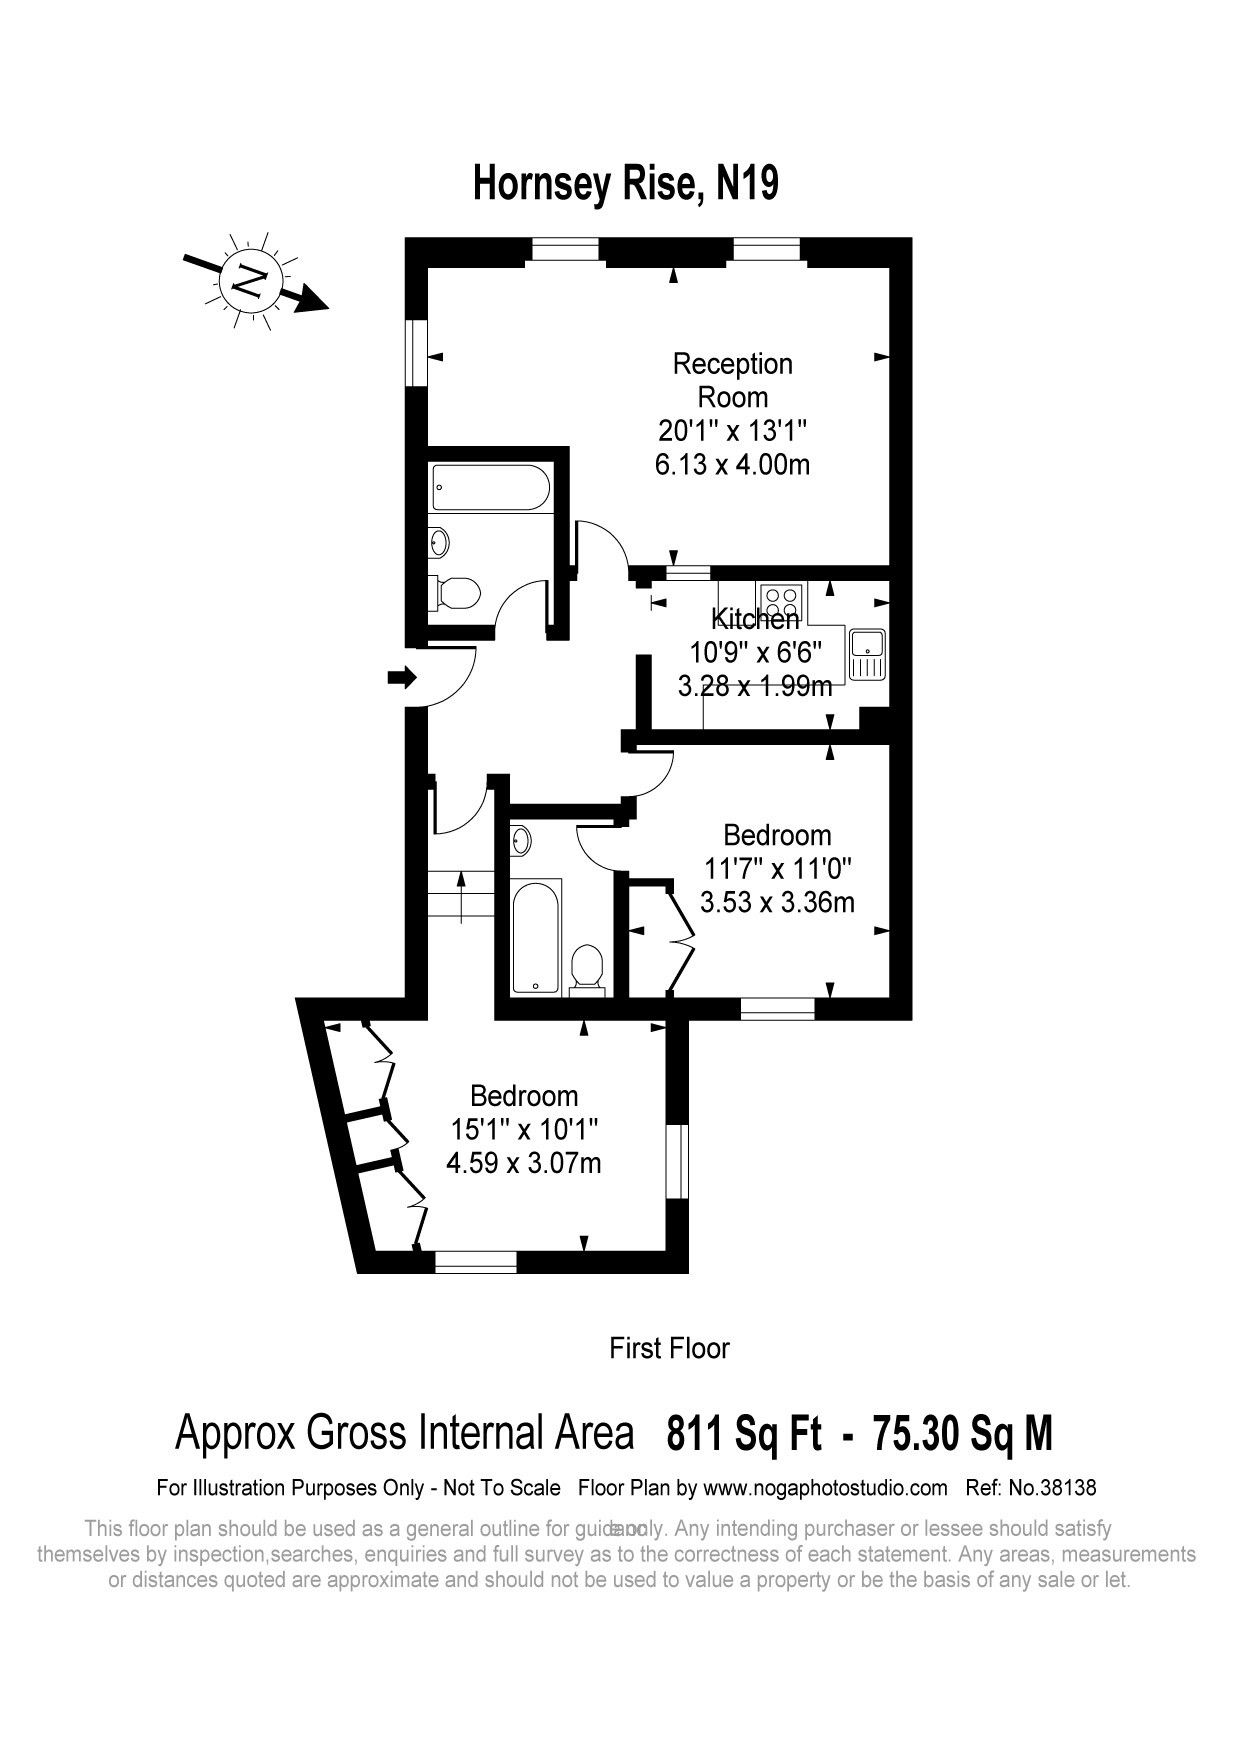 Hornsey Rise, N19
N
Reception
Room
20'1" x 13'1"
6.13 x 4.00m
Kitchen
10'9" x 6'6"
3.28 x 1.99m
Bedroom
11'7" x 11'0"
3.53 x 3.36m
Bedroom
15'1" x 10'1"
4.59 x 3.07m
First Floor
Approx Gross Internal Area 811 Sq Ft - 75.30 Sq M
For Illustration Purposes Only - Not To Scale Floor Plan by www.nogaphotostudio.com Ref: No.38138
This floor plan should be used as a general outline for only. Any intending purchaser or lessee should satisfy
themselves by inspection,searches, enquiries and full survey as to the correctness of each statement. Any areas, measurements
or distances quoted are approximate and should not be used to value a property or be the basis of any sale or let.